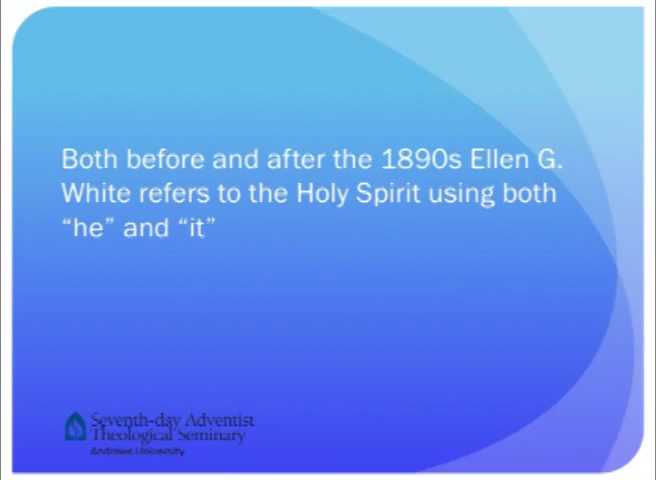 Both before and after the 1890s Ellen G.
White refers to the Holy Spirit using both
“he” and “it”
Seventh-day Adventist
Theological Seminary
Andrews University